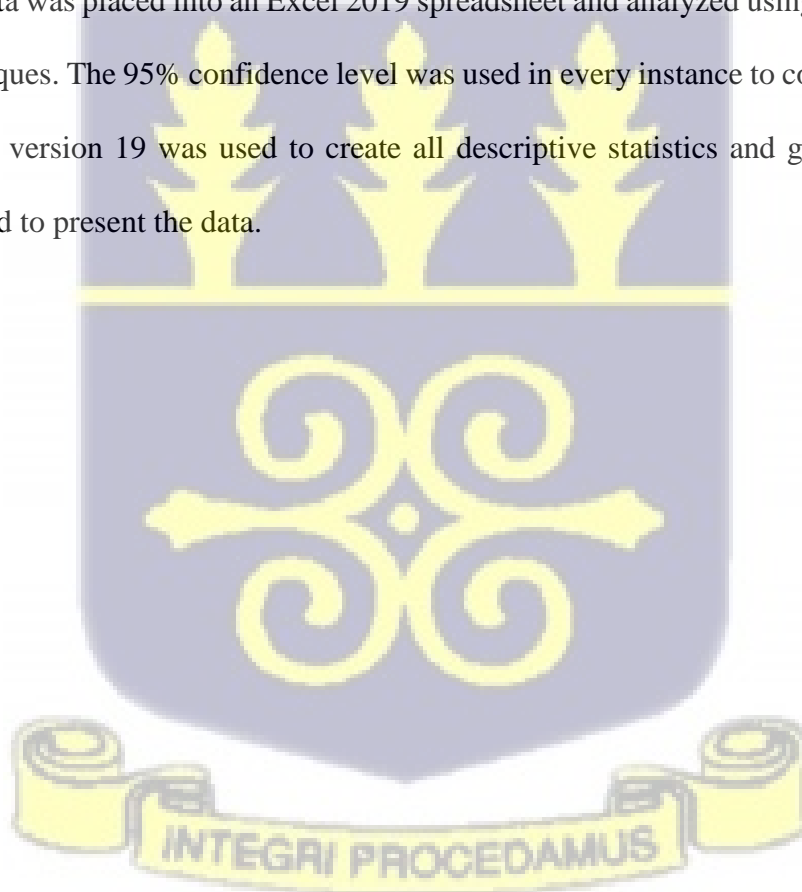 ta was placed into an Excel 2019 spreadsheet and analyzed using
ques. The 95% confidence level was used in every instance to co
version 19 was used to create all descriptive statistics and g
d to present the data.
INTEGRI PROCEDAMUS